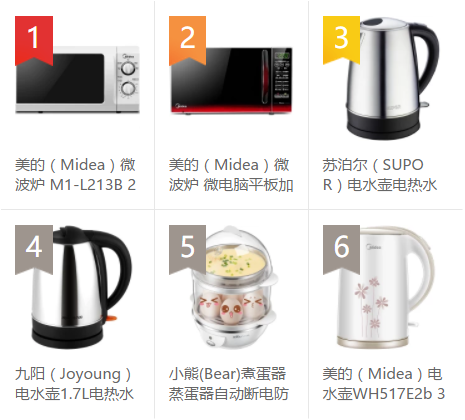 1
2
3
美的（Midea）微
波炉 M1-L213B 2
美的（Midea）微
波炉 微电脑平板加
苏泊尔（SUPO
R）电水壶电热水
4
5
6
九阳（Joyoung）
电水壶1.7L电热水
小熊(Bear)煮蛋器
蒸蛋器自动断电防
美的（Midea）电
水壶WH517E2b 3